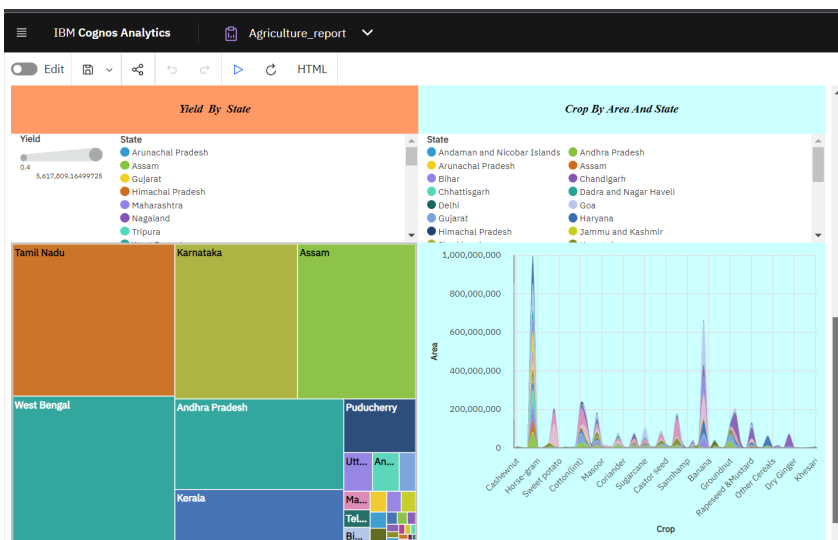 IBM Cognos Analytics
Agriculture_report
Edit
HTML
Yield By State
Crop By Area And State
Yield
0.4
5,617,809.16499725
State
Arunachal Pradesh
Assam
Gujarat
Himachal Pradesh
Maharashtra
Nagaland
Tripura
State
Andaman and Nicobar Islands
Andhra Pradesh
Arunachal Pradesh
Assam
Bihar
Chandigarh
Chhattisgarh
Dadra and Nagar Haveli
Delhi
Goa
Gujarat
Haryana
Himachal Pradesh
Jammu and Kashmir
Tamil Nadu
Karnataka
Assam
West Bengal
Andhra Pradesh
Puducherry
Utt...
An...
Kerala
Ma...
Tel...
Bi...
1,000,000,000
800,000,000
600,000,000
400,000,000
200,000,000
0
Area
Cashewnut
Horse-gram
Sweet potato
Cotton(lint)
Masoor
Coriander
Sugarcane
Castor seed
Sannhamp
Banana
Groundnut
Rapeseed &Mustard
Other Cereals
Dry Ginger
Khesari
Crop